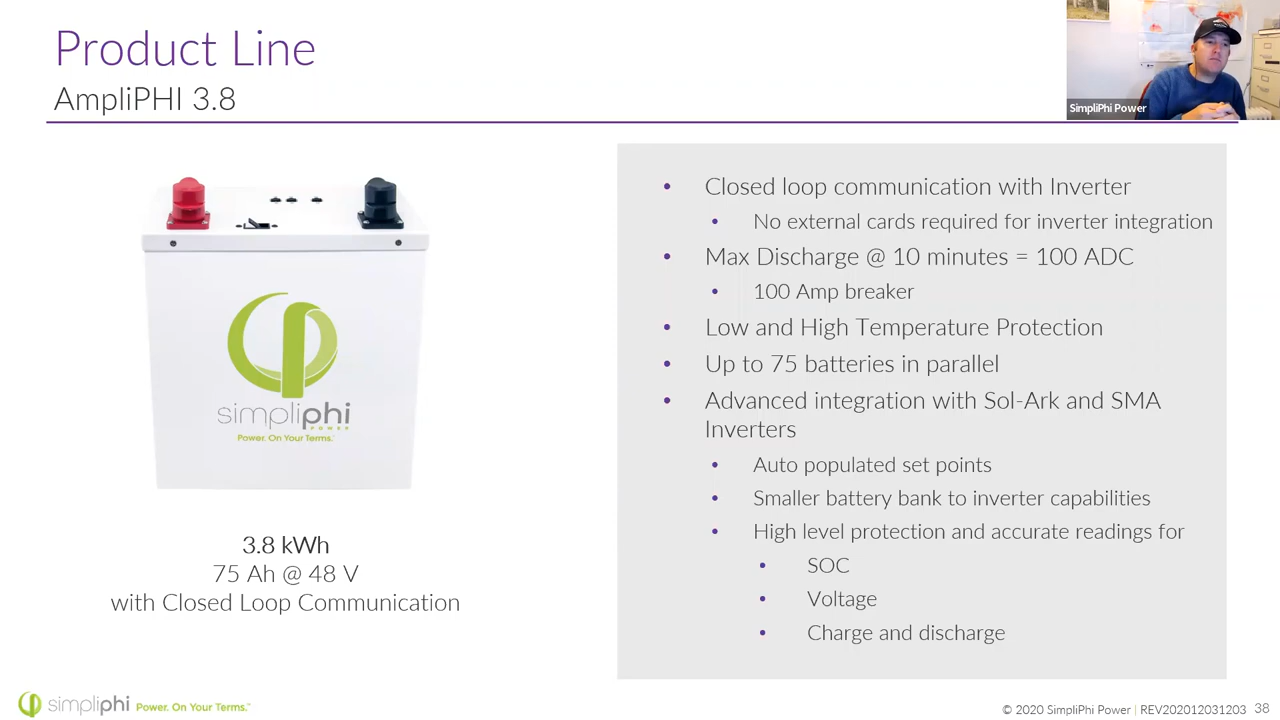 Product Line
AmpliPHI 3.8
SimpliPhi Power
simpliphi
POWER
Power. On Your Terms.™
3.8 kWh
75 Ah @ 48 V
with Closed Loop Communication
• Closed loop communication with Inverter
• No external cards required for inverter integration
• Max Discharge @ 10 minutes = 100 ADC
• 100 Amp breaker
• Low and High Temperature Protection
• Up to 75 batteries in parallel
• Advanced integration with Sol-Ark and SMA
Inverters
• Auto populated set points
• Smaller battery bank to inverter capabilities
• High level protection and accurate readings for
• SOC
• Voltage
• Charge and discharge
simpliphi Power. On Your Terms.™
© 2020 SimpliPhi Power | REV202012031203 38